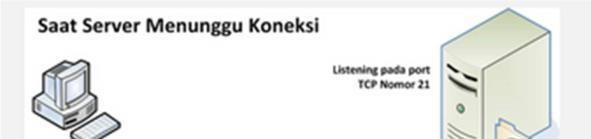 Saat Server Menunggu Koneksi
Listening pada port
TCP Nomor 21